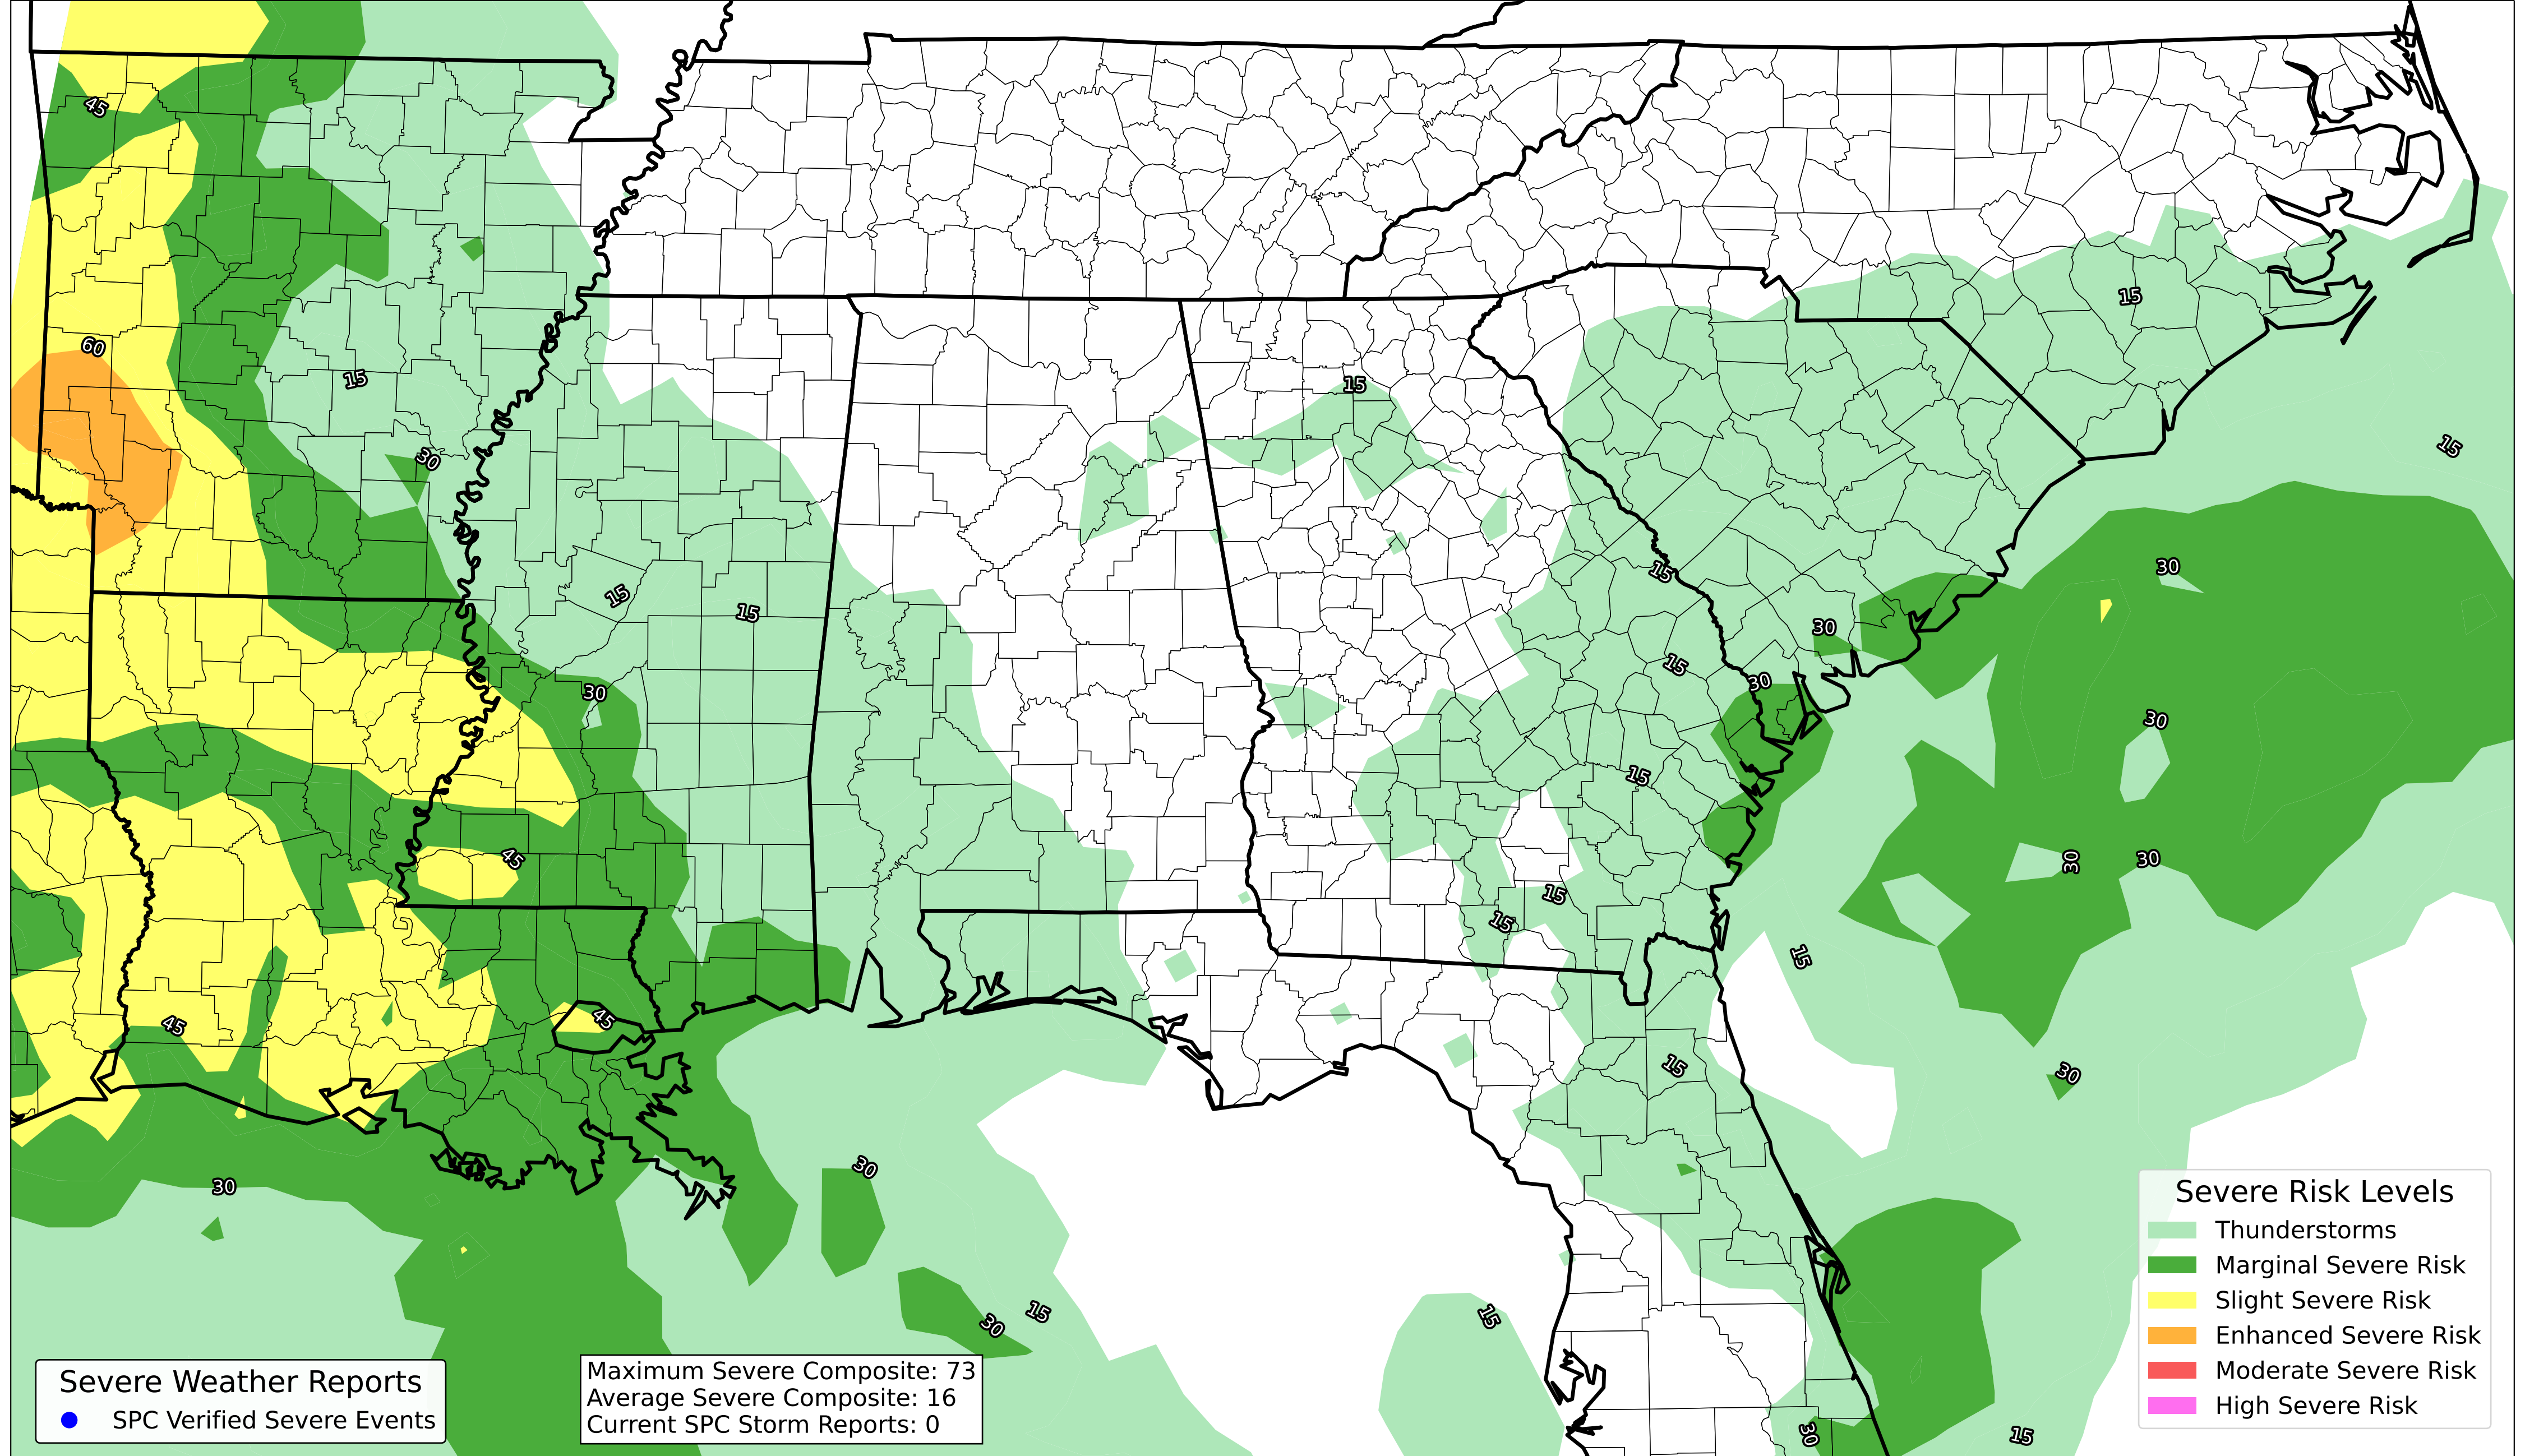 45
60
15
15
15
30
15
30
15
15
15
30
30
15
30
30
30
15
45
30
30
15
15
15
45
45
15
30
30
30
15
15
30
30
15
Severe Risk Levels
Thunderstorms
Marginal Severe Risk
Slight Severe Risk
Enhanced Severe Risk
Moderate Severe Risk
High Severe Risk
Severe Weather Reports
SPC Verified Severe Events
Maximum Severe Composite: 73
Average Severe Composite: 16
Current SPC Storm Reports: 0